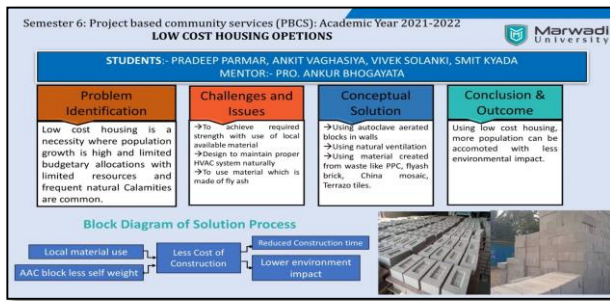 Semester 6: Project based community services (PBCS): Academic Year 2021-2022
LOW COST HOUSING OPETIONS
Marwadi
University
STUDENTS:- PRADEEP PARMAR, ANKIT VAGHASIYA, VIVEK SOLANKI, SMIT KYADA
MENTOR:- PRO. ANKUR BHOGAYATA
Problem
Identification
Low cost housing is a
necessity where population
growth is high and limited
budgetary allocations with
limited resources and
frequent natural Calamities
are common.
Challenges and
Issues
→To achieve required
strength with use of local
available material
→Design to maintain proper
HVAC system naturally
→To use material which is
made of fly ash
Conceptual
Solution
→Using autoclave aerated
blocks in walls
→Using natural ventilation
→Using material created
from waste like PPC, flyash
brick, China mosaic,
Terrazo tiles.
Conclusion &
Outcome
Using low cost housing,
more population can be
accomoted with less
environmental impact.
Block Diagram of Solution Process
Local material use
AAC block less self weight
Less Cost of
Construction
Reduced Construction time
Lower environment
impact